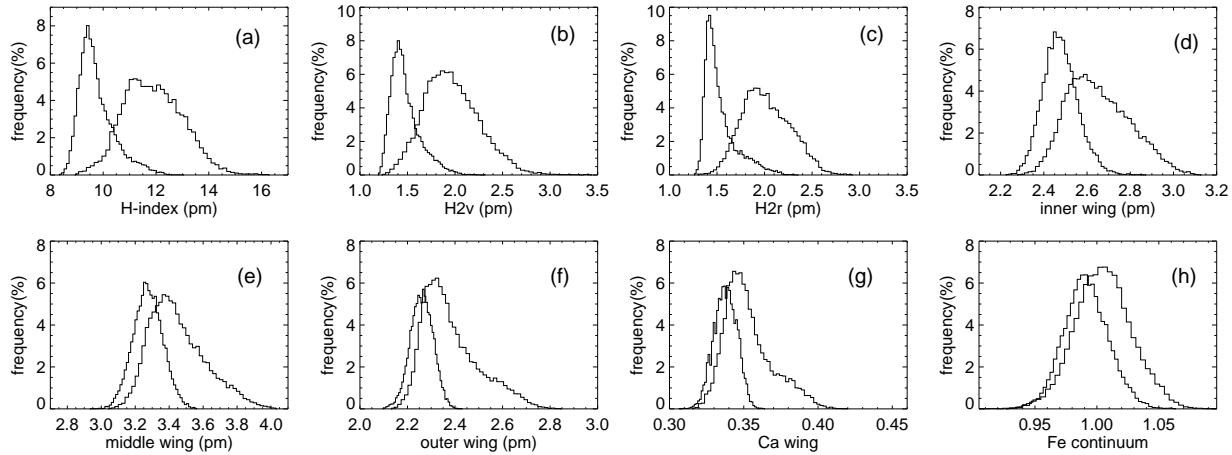 (a)
frequency(%)
8
6
4
2
0
8 10 12 14 16
H-index (pm)
(b)
frequency(%)
10
8
6
4
2
0
1.0 1.5 2.0 2.5 3.0 3.5
H2v (pm)
(c)
frequency(%)
10
8
6
4
2
0
1.0 1.5 2.0 2.5 3.0 3.5
H2r (pm)
(d)
frequency(%)
8
6
4
2
0
2.2 2.4 2.6 2.8 3.0 3.2
inner wing (pm)
(e)
frequency(%)
8
6
4
2
0
2.8 3.0 3.2 3.4 3.6 3.8 4.0
middle wing (pm)
(f)
frequency(%)
8
6
4
2
0
2.0 2.2 2.4 2.6 2.8 3.0
outer wing (pm)
(g)
frequency(%)
8
6
4
2
0
0.30 0.35 0.40 0.45
Ca wing
(h)
frequency(%)
8
6
4
2
0
0.95 1.00 1.05
Fe continuum